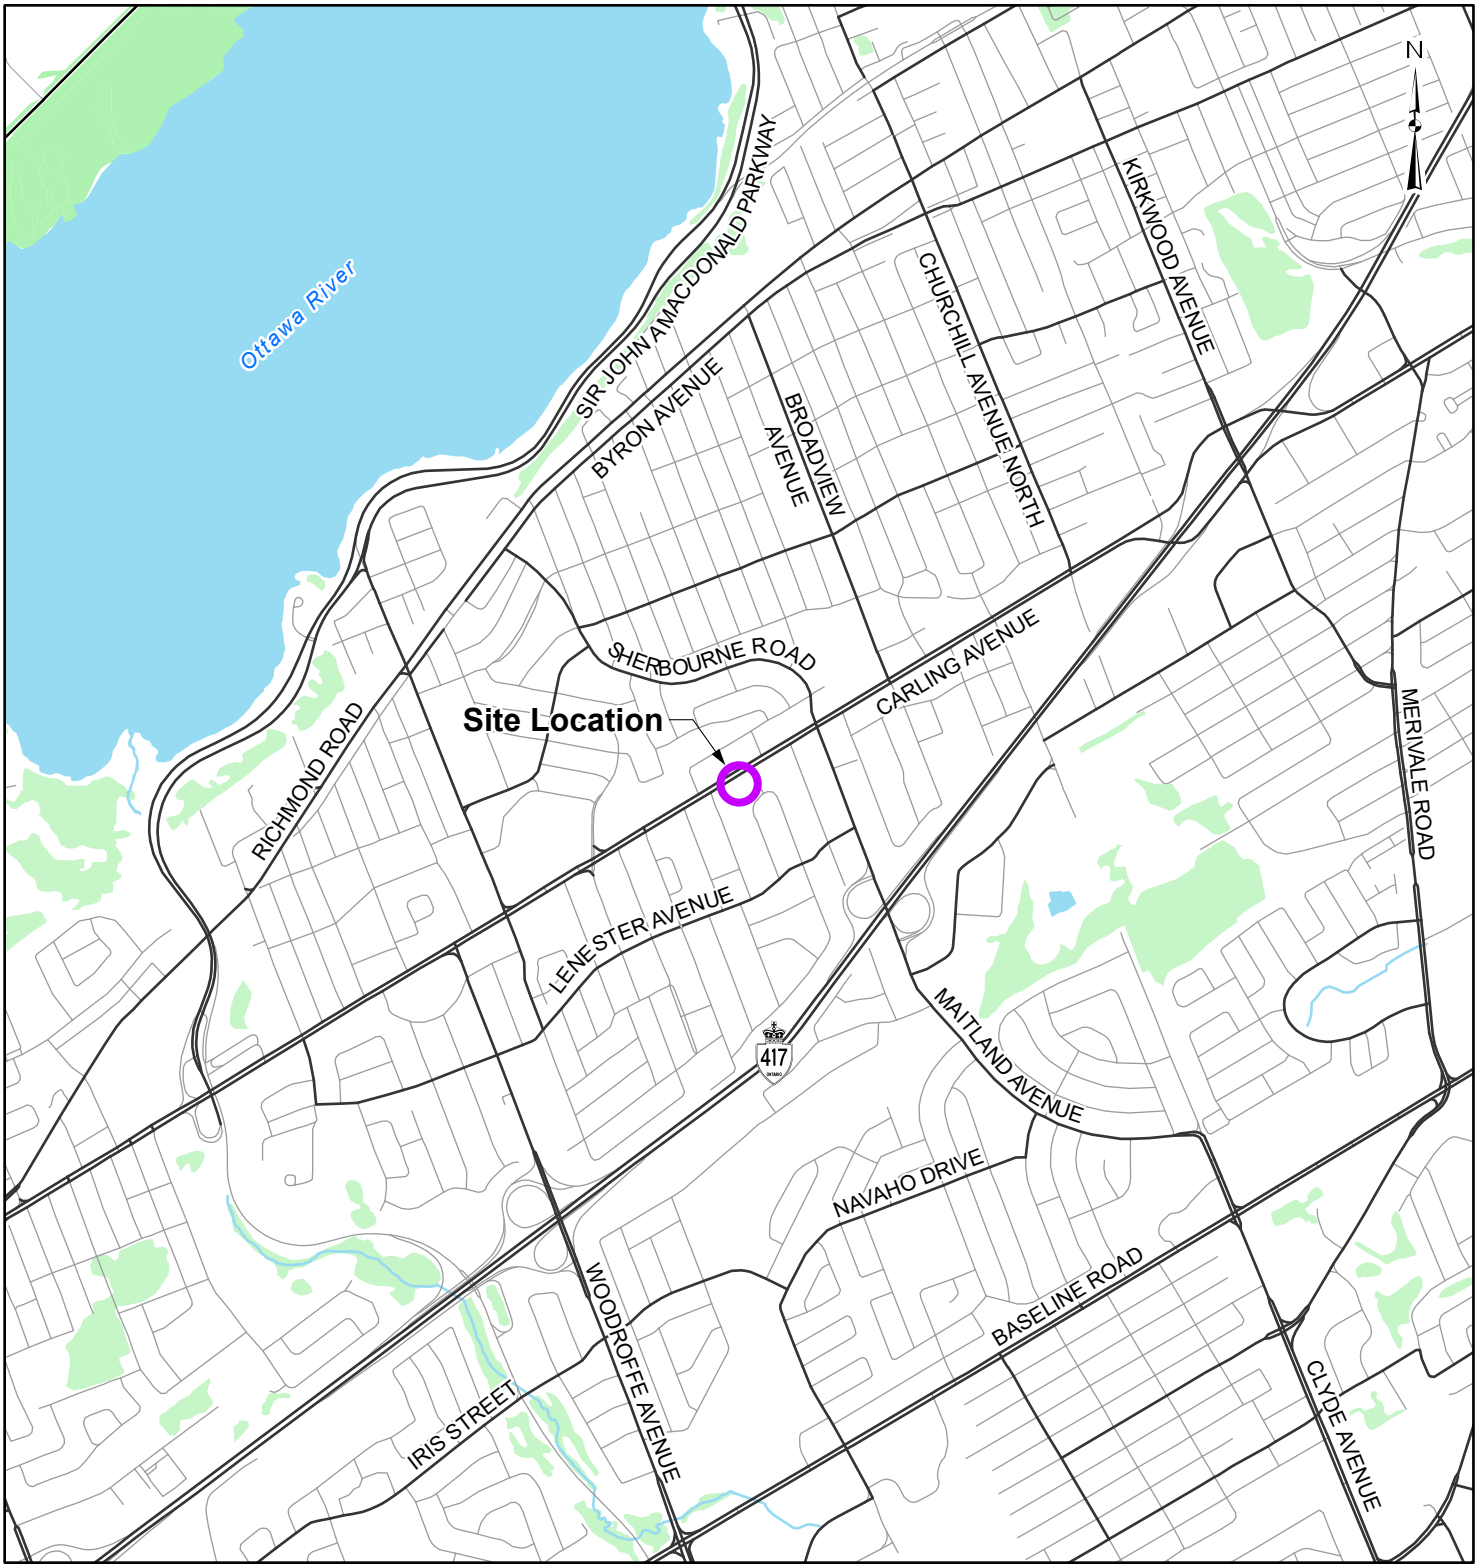 N
SIR JOHN A MACDONALD PARKWAY
KIRKWOOD AVENUE
Ottawa River
CHURCHILL AVENUE NORTH
BYRON AVENUE
BROADVIEW
AVENUE
SHERBOURNE ROAD
CARLING AVENUE
Site Location
MERIVALE ROAD
RICHMOND ROAD
LENESTER AVENUE
417
ONTARIO
MAITLAND AVENUE
NAVAHO DRIVE
BASELINE ROAD
WOODROFFE AVENUE
IRIS STREET
CLYDE AVENUE